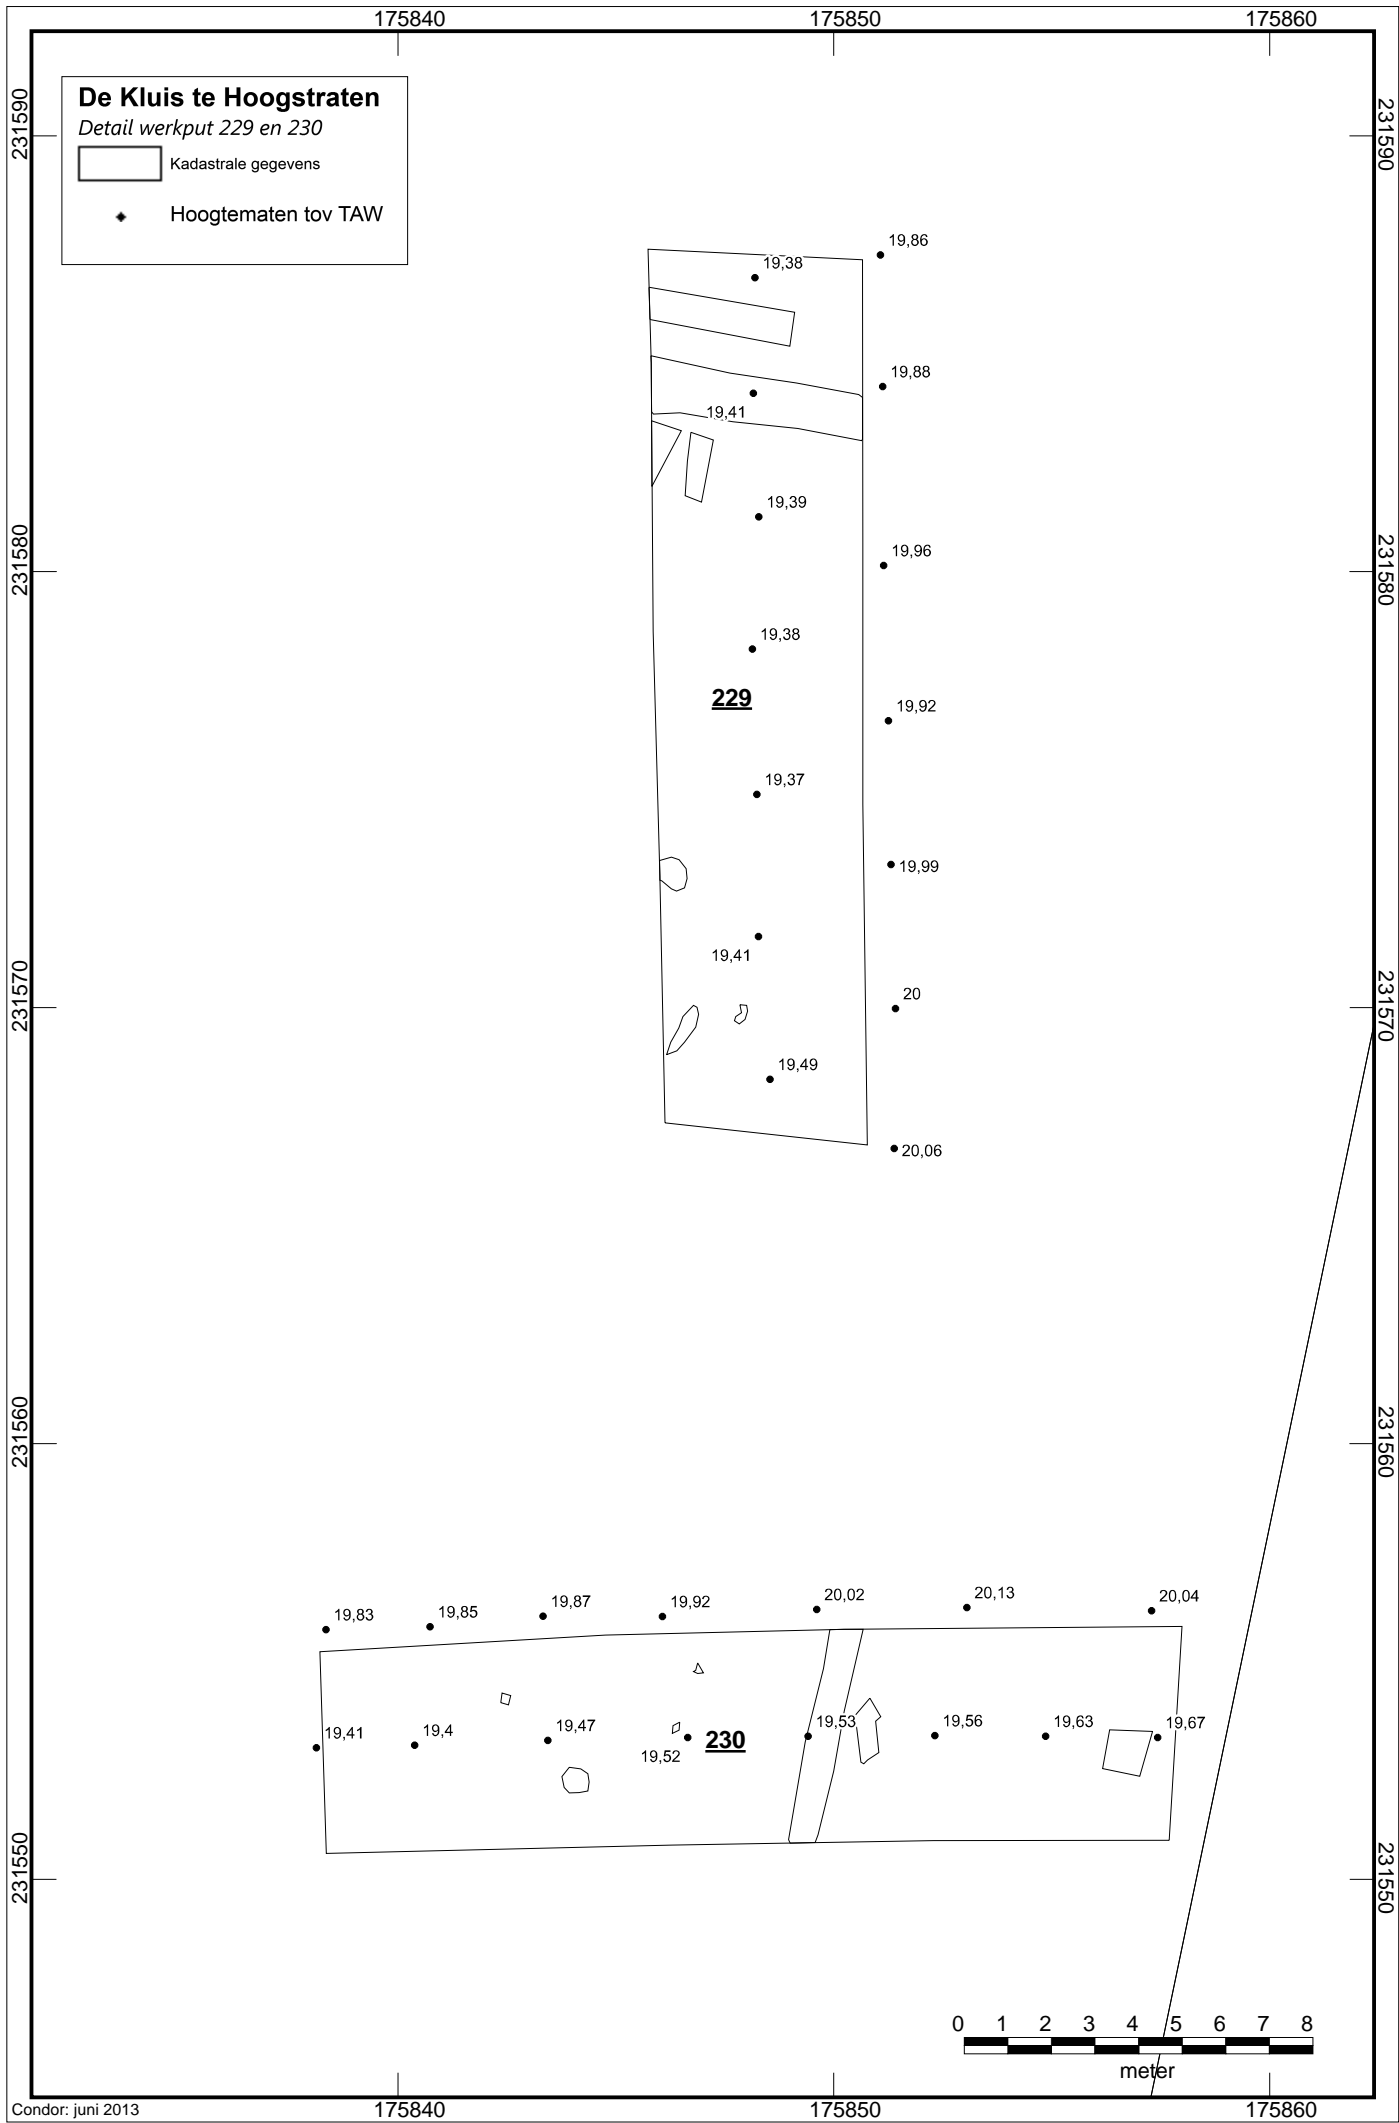 175840 175850 175860
De Kluis te Hoogstraten
Detail werkput 229 en 230
Kadastrale gegevens
Hoogtematen tov TAW
231590 231590
19,86
19,38
19,88
19,41
19,39
19,96
231580 231580
19,38
229
19,92
19,37
19,99
19,41
231570 20 231570
19,49
20,06
231560 231560
19,83 19,85 19,87 19,92 20,02 20,13 20,04
19,41 19,4 19,47 19,52 230 19,53 19,56 19,63 19,67
231550 231550
0 1 2 3 4 5 6 7 8
meter
Condor: juni 2013
175840 175850 175860